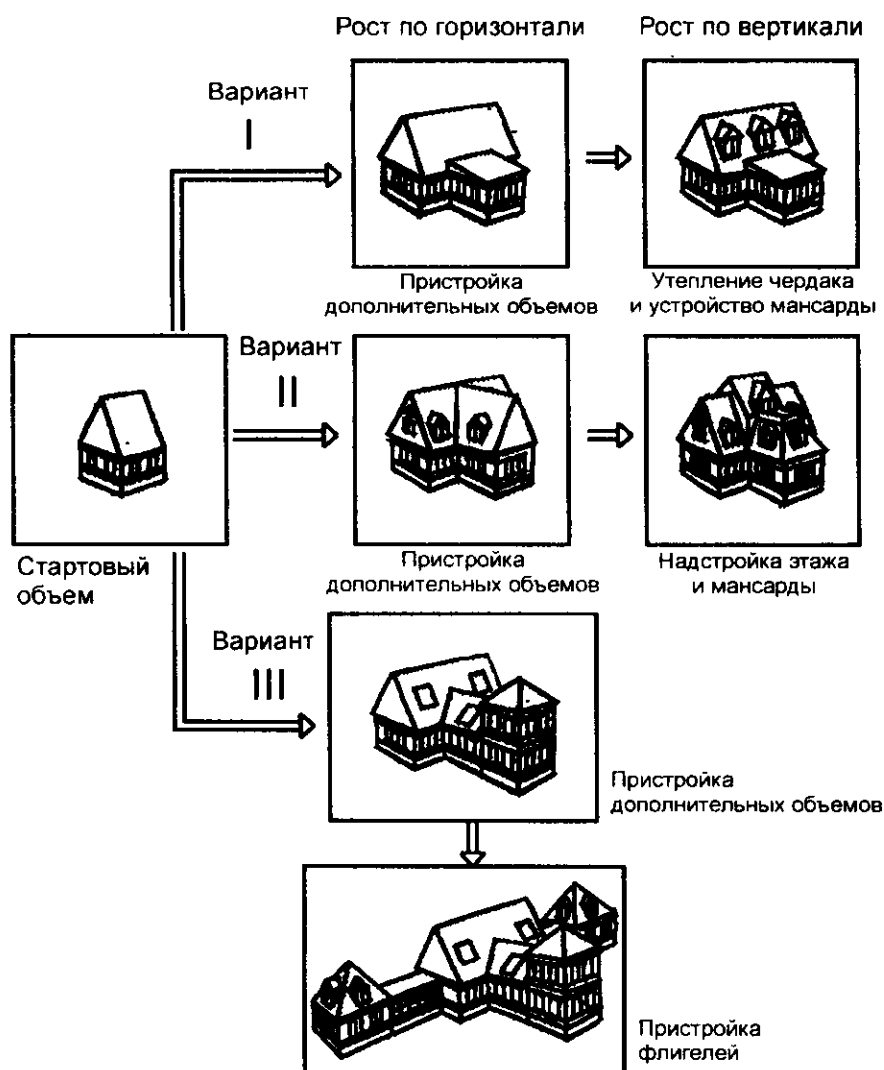 Рост по горизонтали
Рост по вертикали
Вариант
I
Пристройка
дополнительных объемов
Утепление чердака
и устройство мансарды
Вариант
II
Стартовый
объем
Пристройка
дополнительных объемов
Надстройка этажа
и мансарды
Вариант
III
Пристройка
дополнительных объемов
Пристройка
флигелей